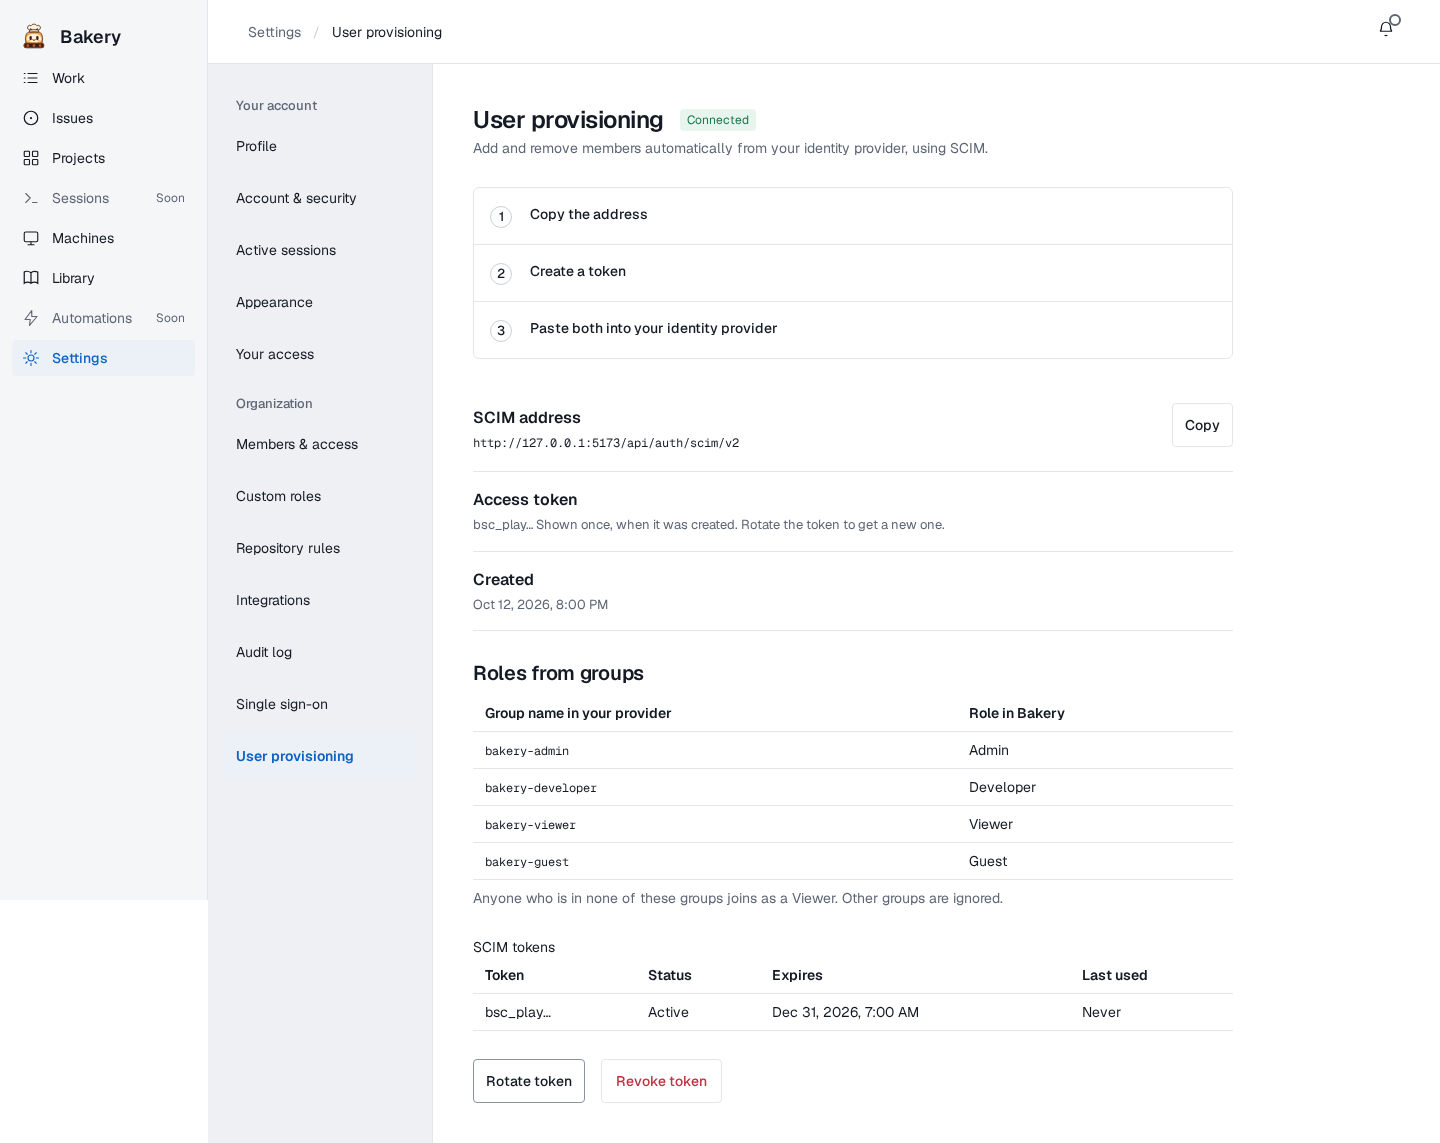 Bakery
Work
Issues
Projects
Sessions Soon
Machines
Library
Automations Soon
Settings
Settings / User provisioning
Your account
Profile
Account & security
Active sessions
Appearance
Your access
Organization
Members & access
Custom roles
Repository rules
Integrations
Audit log
Single sign-on
User provisioning
User provisioning Connected
Add and remove members automatically from your identity provider, using SCIM.
1 Copy the address
2 Create a token
3 Paste both into your identity provider
SCIM address
http://127.0.0.1:5173/api/auth/scim/v2
Copy
Access token
bsc_play… Shown once, when it was created. Rotate the token to get a new one.
Created
Oct 12, 2026, 8:00 PM
Roles from groups
Group name in your provider Role in Bakery
bakery-admin Admin
bakery-developer Developer
bakery-viewer Viewer
bakery-guest Guest
Anyone who is in none of these groups joins as a Viewer. Other groups are ignored.
SCIM tokens
Token Status Expires Last used
bsc_play… Active Dec 31, 2026, 7:00 AM Never
Rotate token Revoke token